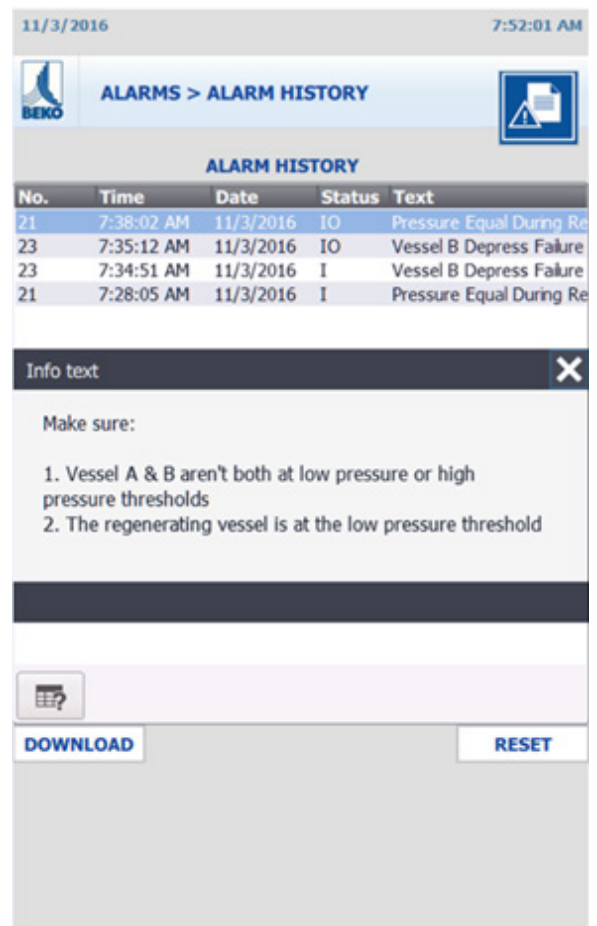 11/3/2016 7:52:01 AM
BEKO
ALARMS > ALARM HISTORY
ALARM HISTORY
No. Time Date Status Text
21 7:38:02 AM 11/3/2016 IO Pressure Equal During Re
23 7:35:12 AM 11/3/2016 IO Vessel B Depress Failure
23 7:34:51 AM 11/3/2016 I Vessel B Depress Failure
21 7:28:05 AM 11/3/2016 I Pressure Equal During Re
Info text
Make sure:
1. Vessel A & B aren't both at low pressure or high
pressure thresholds
2. The regenerating vessel is at the low pressure threshold
DOWNLOAD RESET